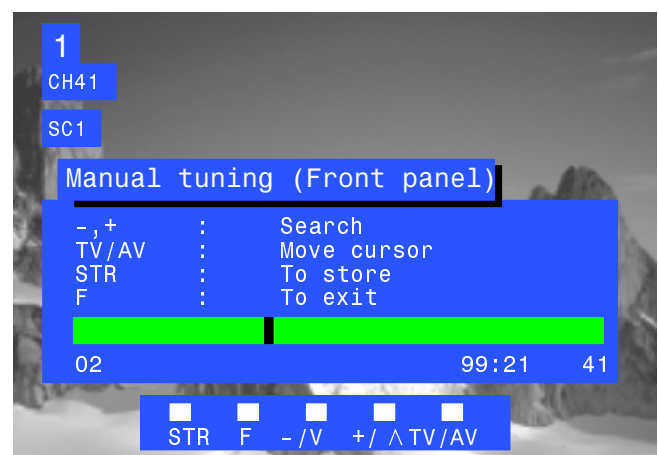 1
CH41
SC1
Manual tuning (Front panel)
-,+ : Search
TV/AV : Move cursor
STR : To store
F : To exit
02 99:21 41
STR F -/V +/ ∧ TV/AV